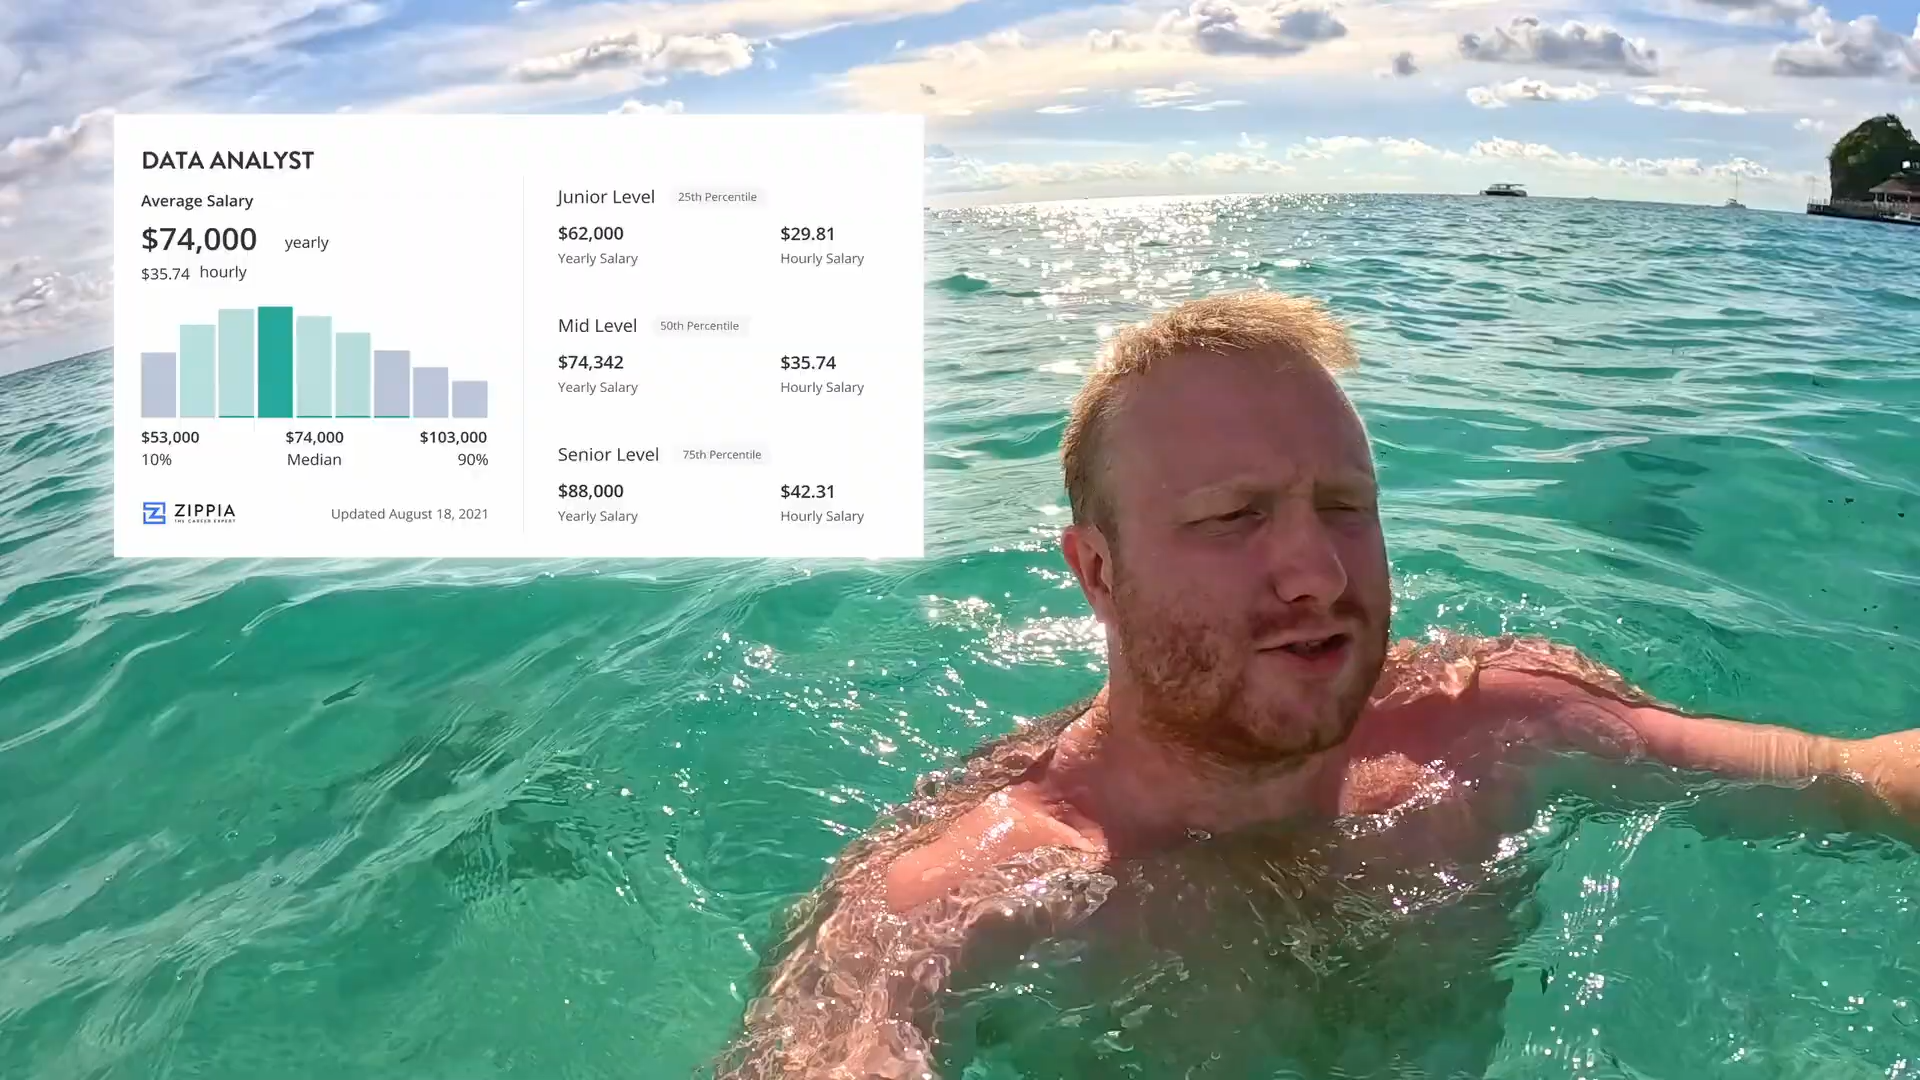 DATA ANALYST
Average Salary
$74,000 yearly
$35.74 hourly
$53,000 $74,000 $103,000
10% Median 90%
ZIPPIA
THE CAREER EXPERT
Updated August 18, 2021
Junior Level 25th Percentile
$62,000 $29.81
Yearly Salary Hourly Salary
Mid Level 50th Percentile
$74,342 $35.74
Yearly Salary Hourly Salary
Senior Level 75th Percentile
$88,000 $42.31
Yearly Salary Hourly Salary